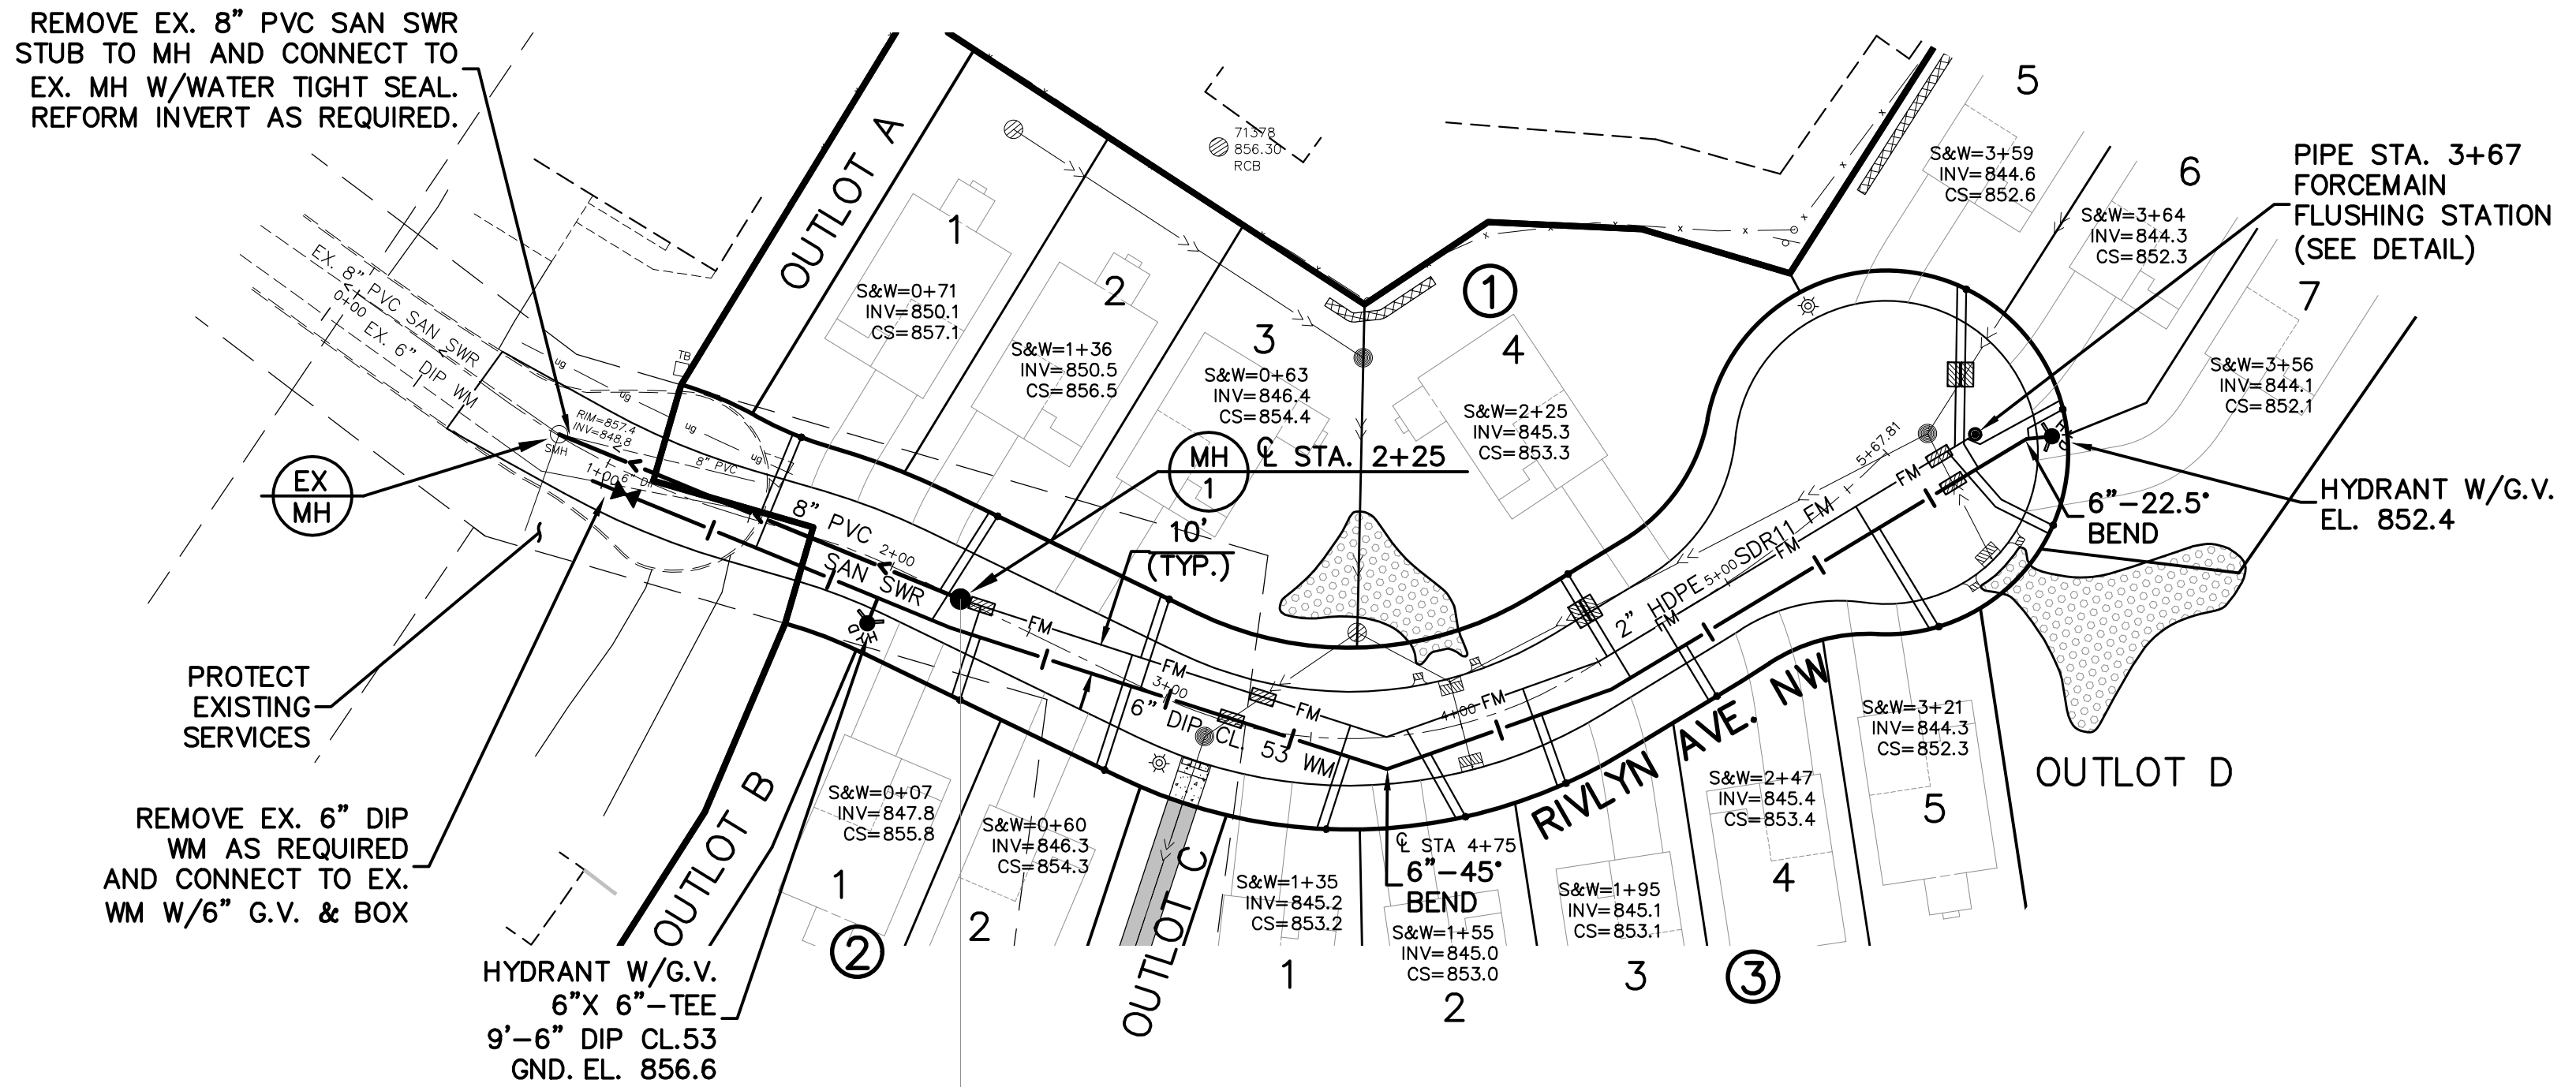 REMOVE EX. 8" PVC SAN SWR
STUB TO MH AND CONNECT TO
EX. MH W/WATER TIGHT SEAL.
REFORM INVERT AS REQUIRED.
EX. 8" PVC SAN SWR
0+00 EX. 6" DIP WM
EX
MH
PROTECT
EXISTING
SERVICES
REMOVE EX. 6" DIP
WM AS REQUIRED
AND CONNECT TO EX.
WM W/6" G.V. & BOX
HYDRANT W/G.V.
6"X 6"-TEE
9'-6" DIP CL.53
GND. EL. 856.6
RIM=857.4
INV=848.8
SMH
ug
ug
ug
ug
TB
8" PVC
1+00
6" DIP
OUTLOT A
OUTLOT B
OUTLOT C
OUTLOT D
71378
856.30
RCB
1
S&W=0+71
INV=850.1
CS=857.1
2
S&W=1+36
INV=850.5
CS=856.5
3
S&W=0+63
INV=846.4
CS=854.4
1
4
S&W=2+25
INV=845.3
CS=853.3
5
S&W=3+59
INV=844.6
CS=852.6
6
S&W=3+64
INV=844.3
CS=852.3
7
S&W=3+56
INV=844.1
CS=852.1
PIPE STA. 3+67
FORCEMAIN
FLUSHING STATION
(SEE DETAIL)
HYDRANT W/G.V.
EL. 852.4
6"-22.5°
BEND
HYD
MH
1
℄ STA. 2+25
10'
(TYP.)
8" PVC
2+00
SAN SWR
HYD
FM
FM
FM
FM
FM
FM
FM
3+00
6" DIP CL. 53 WM
4+00
2" HDPE SDR11 FM
5+00
5+67.81
RIVLYN AVE. NW
℄ STA 4+75
6"-45°
BEND
S&W=0+07
INV=847.8
CS=855.8
1
2
S&W=0+60
INV=846.3
CS=854.3
2
S&W=1+35
INV=845.2
CS=853.2
1
S&W=1+55
INV=845.0
CS=853.0
2
S&W=1+95
INV=845.1
CS=853.1
3
S&W=2+47
INV=845.4
CS=853.4
4
3
S&W=3+21
INV=844.3
CS=852.3
5